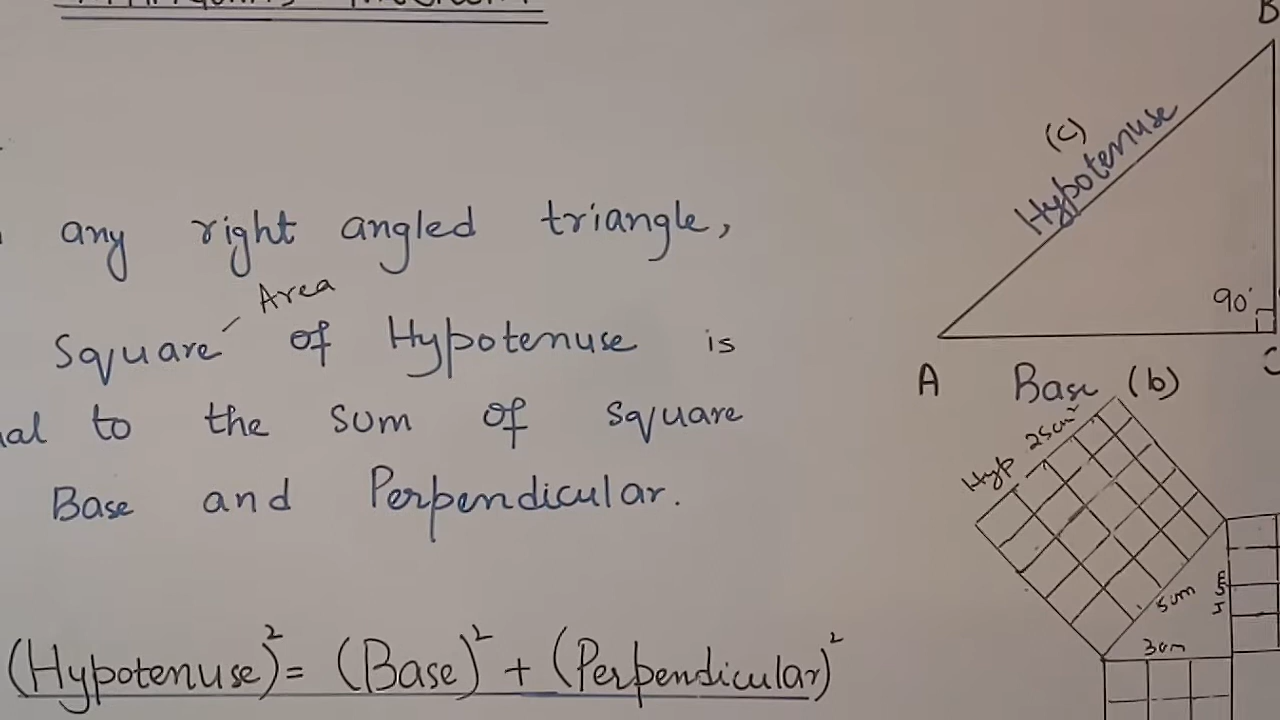 any right angled triangle,
Area
Square of Hypotenuse is
to the sum of square
Base and Perpendicular.
(Hypotenuse)² = (Base)² + (Perpendicular)²
B
(c)
Hypotenuse
90°
A
Base (b)
Hyp 25cm²
5cm
3cm